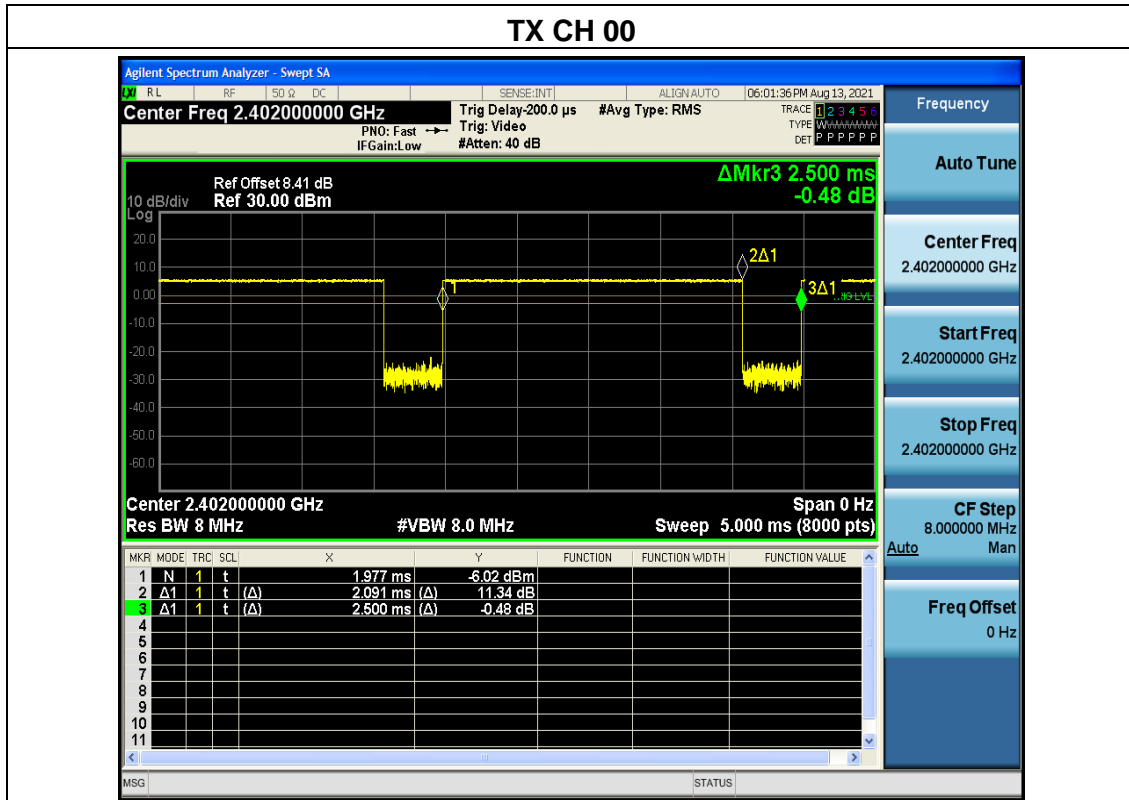 TX CH 00
Agilent Spectrum Analyzer - Swept SA
LXI RL RF 50 Ω DC SENSE:INT ALIGN AUTO 06:01:36 PM Aug 13, 2021
Center Freq 2.402000000 GHz
PNO: Fast
IFGain:Low
Trig Delay-200.0 µs
Trig: Video
#Atten: 40 dB
#Avg Type: RMS
TRACE 1 2 3 4 5 6
TYPE
DET P P P P P P
Ref Offset 8.41 dB
10 dB/div Ref 30.00 dBm
Log
ΔMkr3 2.500 ms
-0.48 dB
20.0
10.0
0.00
-10.0
-20.0
-30.0
-40.0
-50.0
-60.0
1
2Δ1
3Δ1
Center 2.402000000 GHz Span 0 Hz
Res BW 8 MHz #VBW 8.0 MHz Sweep 5.000 ms (8000 pts)
MKR MODE TRC SCL X Y FUNCTION FUNCTION WIDTH FUNCTION VALUE
1 N 1 t 1.977 ms -6.02 dBm
2 Δ1 1 t (Δ) 2.091 ms (Δ) 11.34 dB
3 Δ1 1 t (Δ) 2.500 ms (Δ) -0.48 dB
4
5
6
7
8
9
10
11
MSG STATUS
Frequency
Auto Tune
Center Freq
2.402000000 GHz
Start Freq
2.402000000 GHz
Stop Freq
2.402000000 GHz
CF Step
8.000000 MHz
Auto Man
Freq Offset
0 Hz